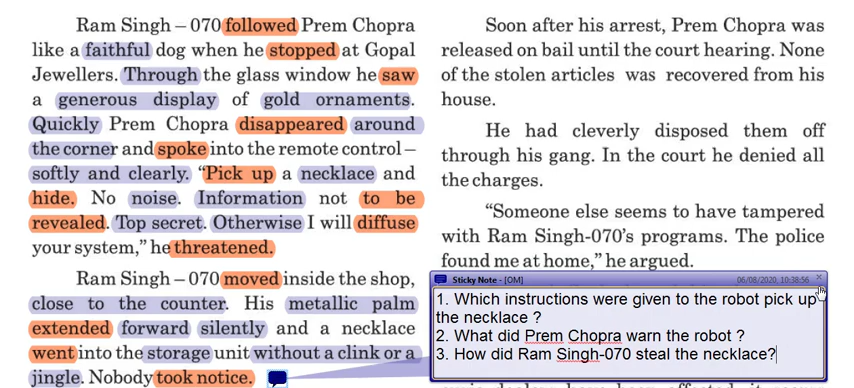 Ram Singh – 070 followed Prem Chopra
like a faithful dog when he stopped at Gopal
Jewellers. Through the glass window he saw
a generous display of gold ornaments.
Quickly Prem Chopra disappeared around
the corner and spoke into the remote control –
softly and clearly. “Pick up a necklace and
hide. No noise. Information not to be
revealed. Top secret. Otherwise I will diffuse
your system,” he threatened.
Ram Singh – 070 moved inside the shop,
close to the counter. His metallic palm
extended forward silently and a necklace
went into the storage unit without a clink or a
jingle. Nobody took notice.
Soon after his arrest, Prem Chopra was
released on bail until the court hearing. None
of the stolen articles was recovered from his
house.
He had cleverly disposed them off
through his gang. In the court he denied all
the charges.
“Someone else seems to have tampered
with Ram Singh-070’s programs. The police
found me at home,” he argued.
Sticky Note - [OM] 06/08/2020, 10:38:56
1. Which instructions were given to the robot pick up
the necklace ?
2. What did Prem Chopra warn the robot ?
3. How did Ram Singh-070 steal the necklace?